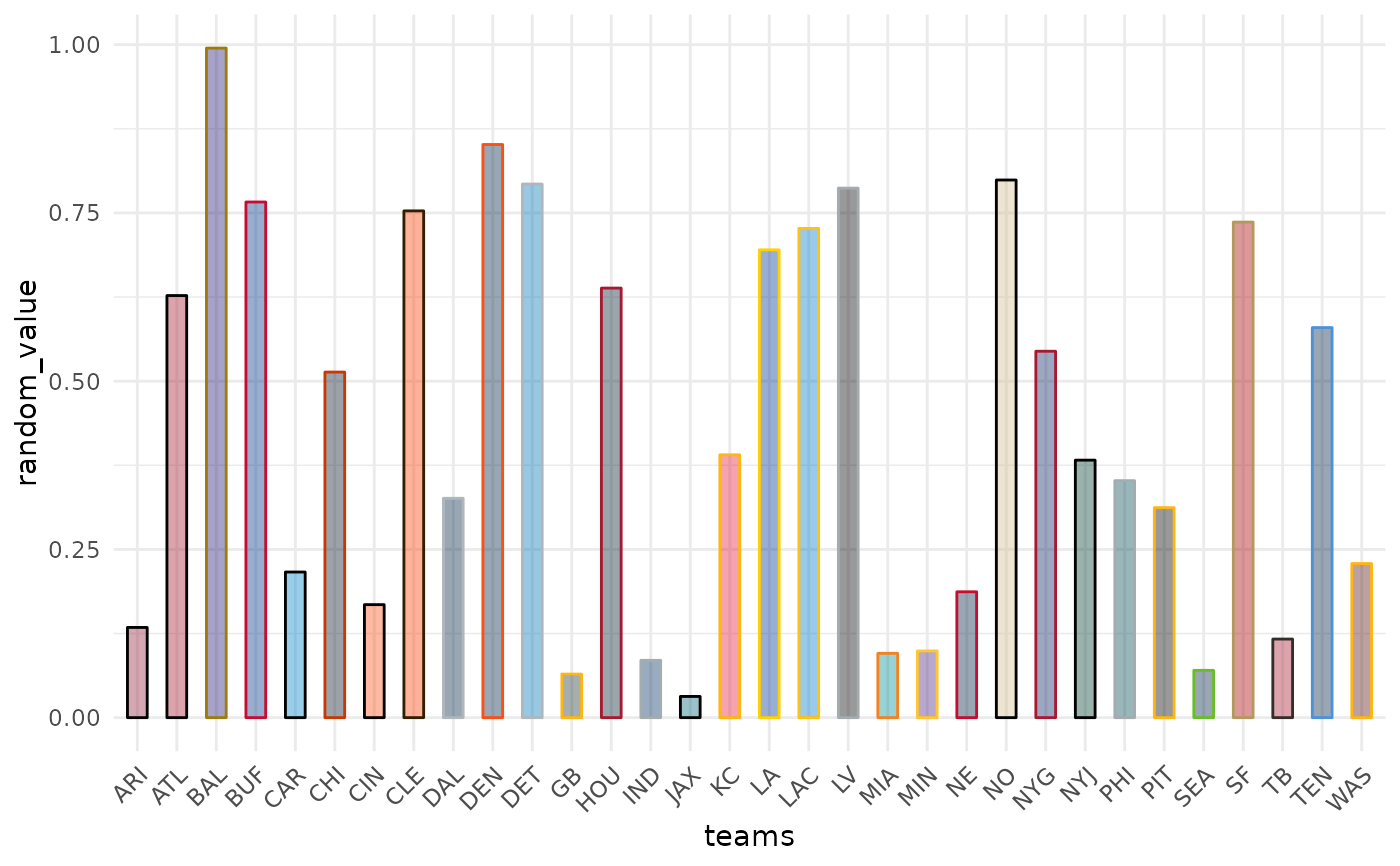 1.00
0.75
0.50
0.25
0.00
random_value
ARI
ATL
BAL
BUF
CAR
CHI
CIN
CLE
DAL
DEN
DET
GB
HOU
IND
JAX
KC
LA
LAC
LV
MIA
MIN
NE
NO
NYG
NYJ
PHI
PIT
SEA
SF
TB
TEN
WAS
teams